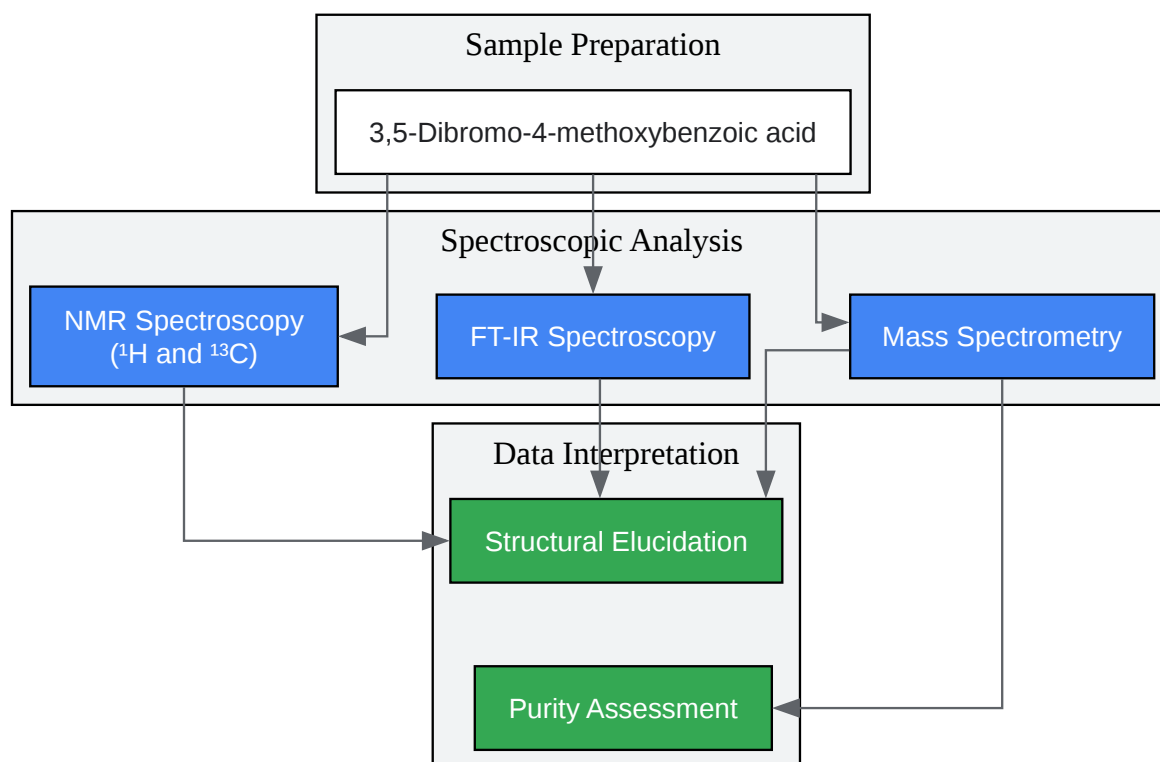 Sample Preparation
3,5-Dibromo-4-methoxybenzoic acid
Spectroscopic Analysis
NMR Spectroscopy
(¹H and ¹³C)
FT-IR Spectroscopy
Mass Spectrometry
Data Interpretation
Structural Elucidation
Purity Assessment